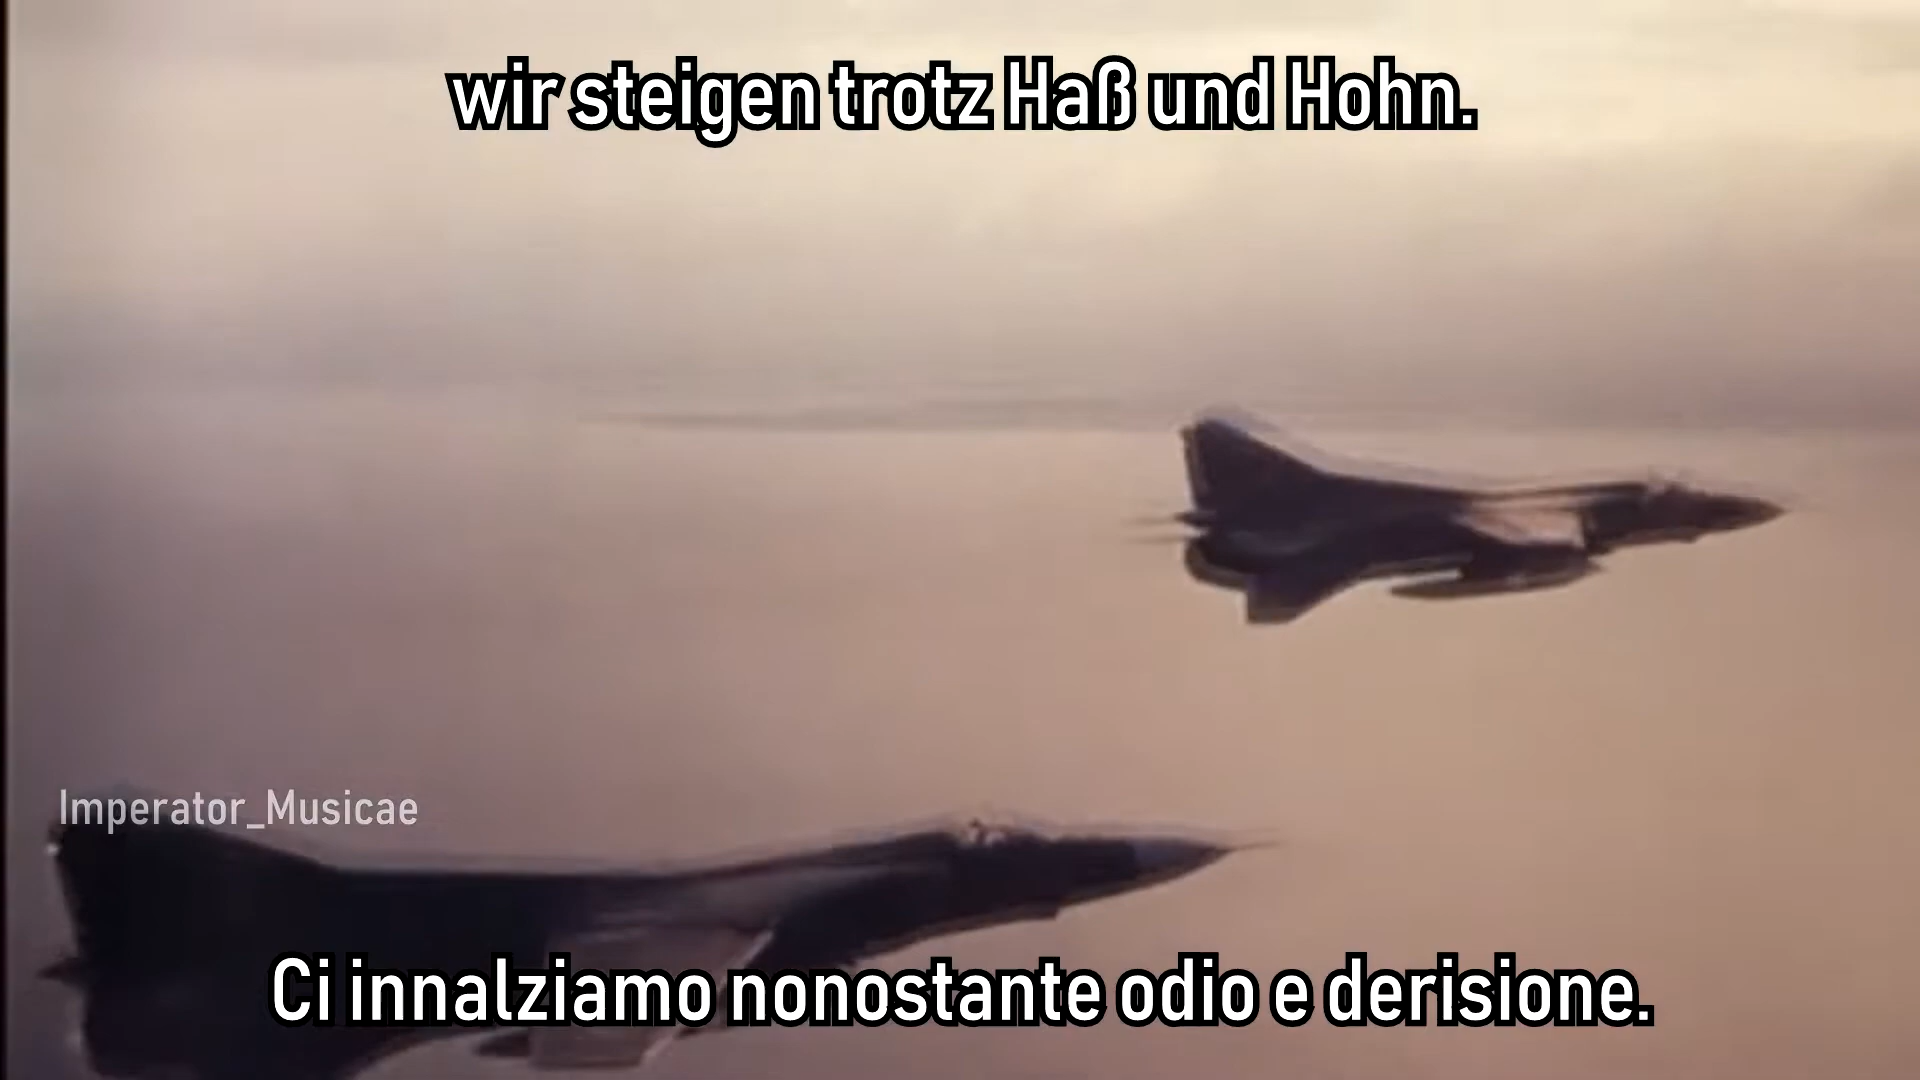 wir steigen trotz Haß und Hohn.
Imperator_Musicae
Ci innalziamo nonostante odio e derisione.